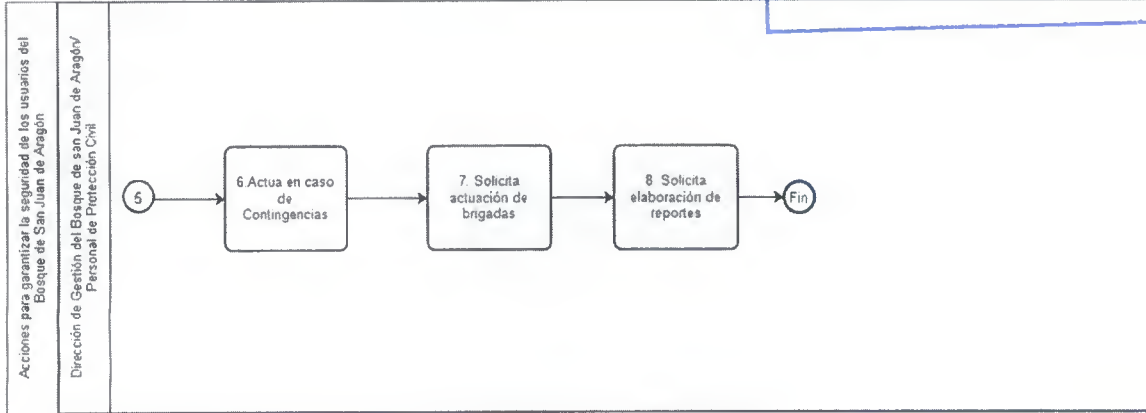 Acciones para garantizar la seguridad de los usuarios del
Bosque de San Juan de Aragón
Dirección de Gestión del Bosque de san Juan de Aragón/
Personal de Protección Civil
5
6.Actua en caso
de
Contingencias
7. Solicita
actuación de
brigadas
8 Solicita
elaboración de
reportes
Fin